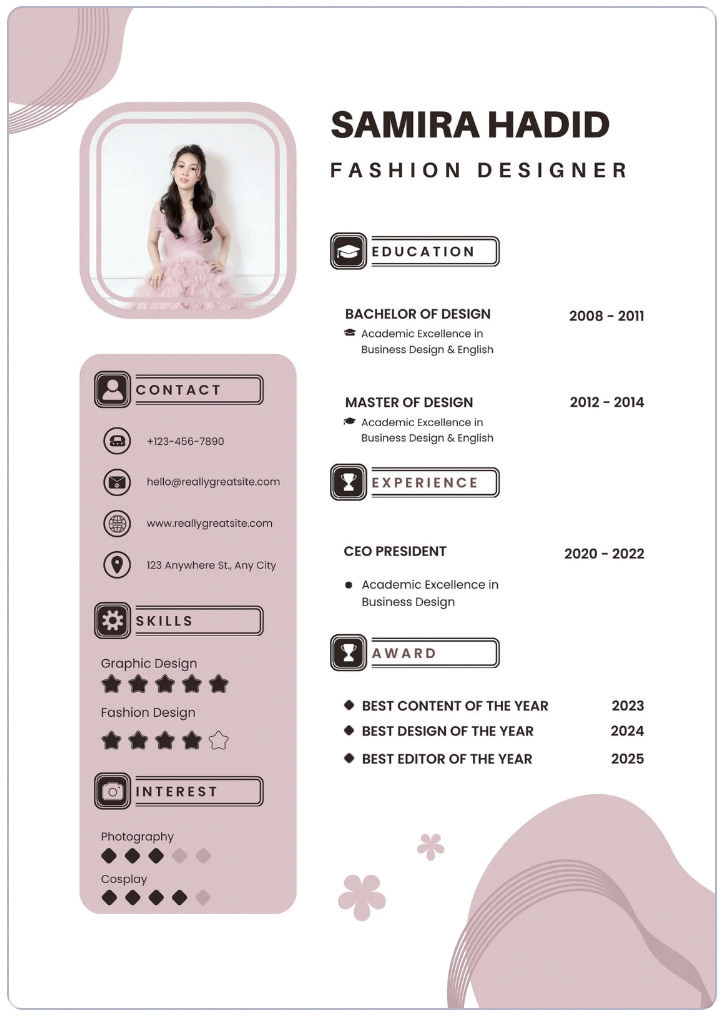 SAMIRA HADID
FASHION DESIGNER
CONTACT
+123-456-7890
hello@reallygreatsite.com
www.reallygreatsite.com
123 Anywhere St., Any City
SKILLS
Graphic Design
Fashion Design
INTEREST
Photography
Cosplay
EDUCATION
BACHELOR OF DESIGN 2008 - 2011
Academic Excellence in
Business Design & English
MASTER OF DESIGN 2012 - 2014
Academic Excellence in
Business Design & English
EXPERIENCE
CEO PRESIDENT 2020 - 2022
Academic Excellence in
Business Design
AWARD
BEST CONTENT OF THE YEAR 2023
BEST DESIGN OF THE YEAR 2024
BEST EDITOR OF THE YEAR 2025